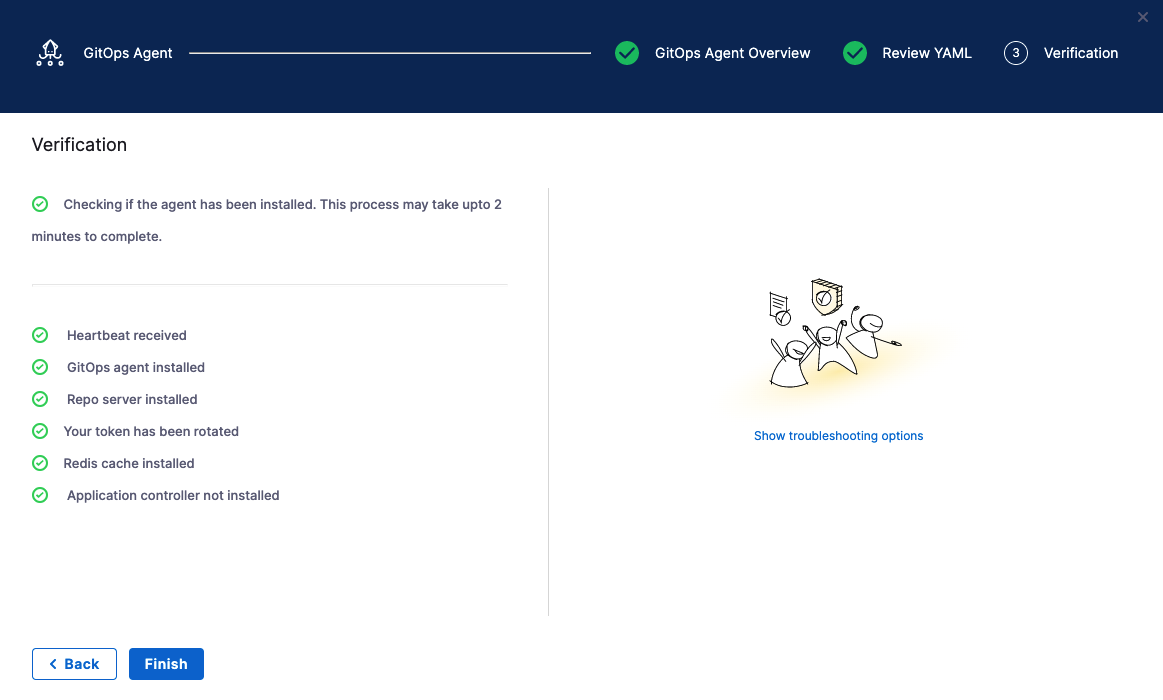 GitOps Agent
GitOps Agent Overview
Review YAML
3
Verification
Verification
Checking if the agent has been installed. This process may take upto 2
minutes to complete.
Heartbeat received
GitOps agent installed
Repo server installed
Your token has been rotated
Redis cache installed
Application controller not installed
Show troubleshooting options
Back
Finish